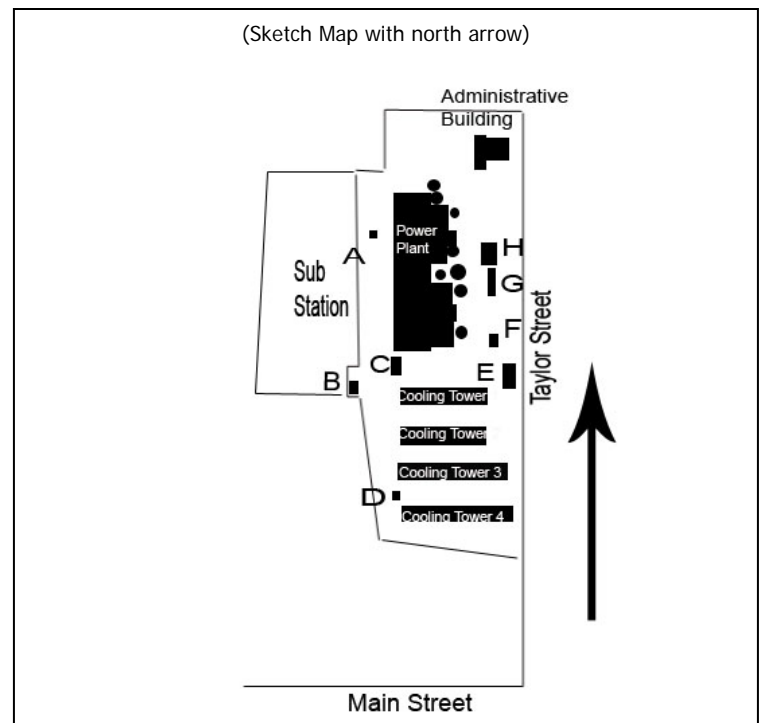 (Sketch Map with north arrow)
Administrative
Building
Power
Plant
H
A
Sub
Station
G
F
Taylor Street
C
E
B
Cooling Tower
Cooling Tower
Cooling Tower 3
D
Cooling Tower 4
Main Street